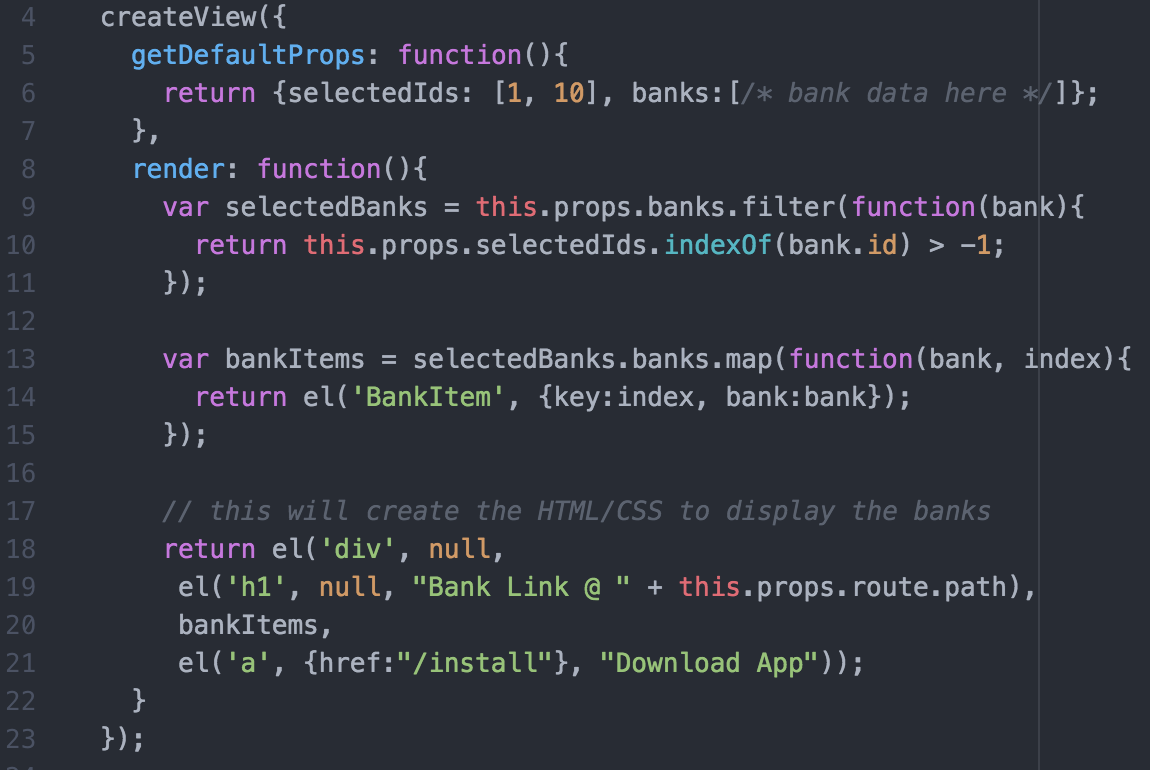 4 createView({
5 getDefaultProps: function(){
6 return {selectedIds: [1, 10], banks:[/* bank data here */]};
7 },
8 render: function(){
9 var selectedBanks = this.props.banks.filter(function(bank){
10 return this.props.selectedIds.indexOf(bank.id) > -1;
11 });
12
13 var bankItems = selectedBanks.banks.map(function(bank, index){
14 return el('BankItem', {key:index, bank:bank});
15 });
16
17 // this will create the HTML/CSS to display the banks
18 return el('div', null,
19 el('h1', null, "Bank Link @ " + this.props.route.path),
20 bankItems,
21 el('a', {href:"/install"}, "Download App"));
22 }
23 });